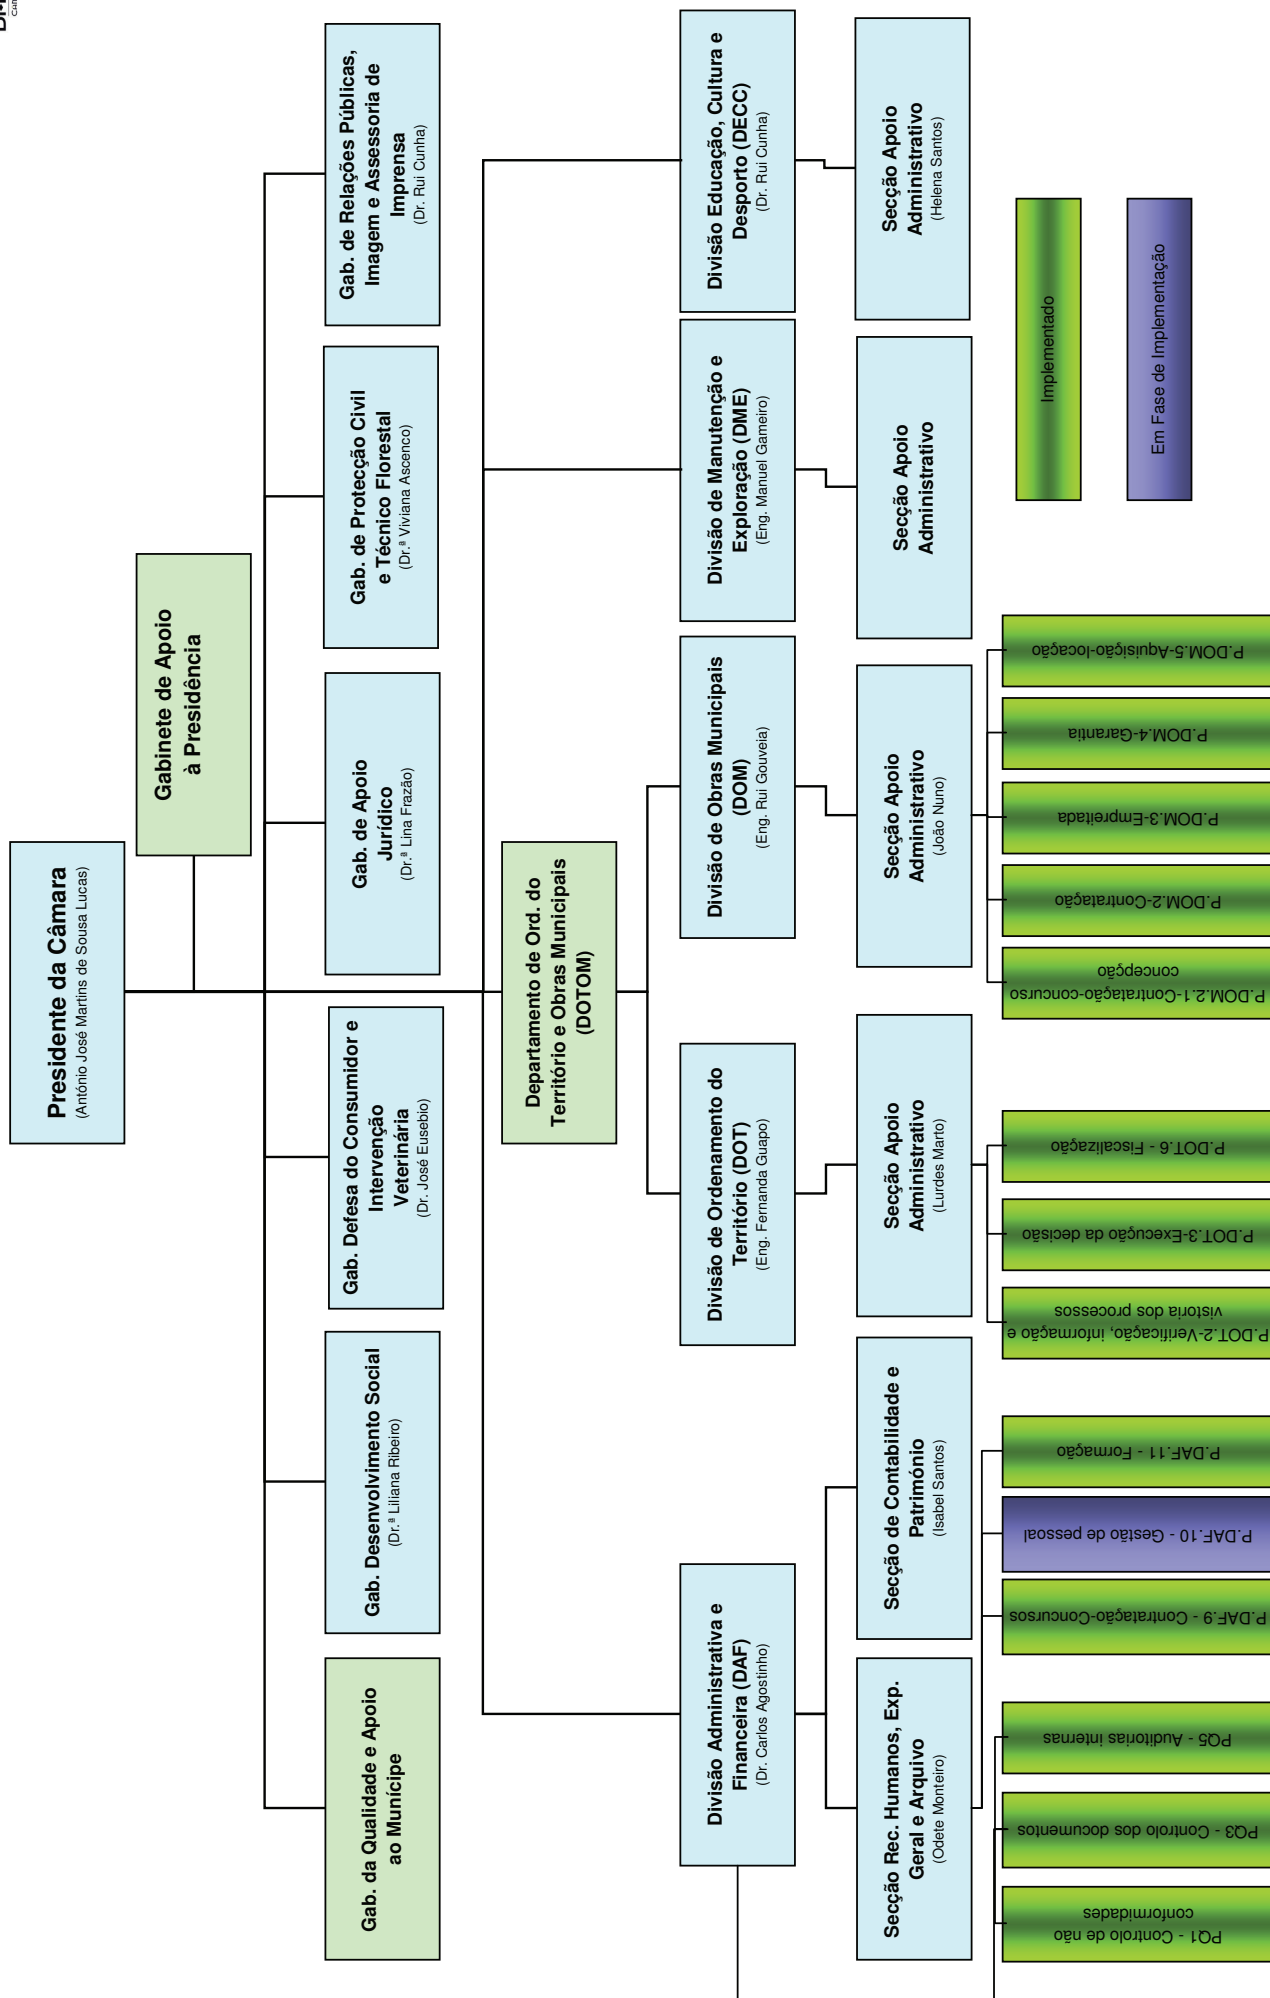 Presidente da Câmara
(António José Martins de Sousa Lucas)
Gabinete de Apoio
à Presidência
Gab. da Qualidade e Apoio
ao Munícipe
Gab. Desenvolvimento Social
(Dr.ª Liliana Ribeiro)
Gab. Defesa do Consumidor e
Intervenção
Veterinária
(Dr. José Eusebio)
Gab. de Apoio
Jurídico
(Dr.ª Lina Frazão)
Gab. de Protecção Civil
e Técnico Florestal
(Dr.ª Viviana Ascenco)
Gab. de Relações Públicas,
Imagem e Assessoria de
Imprensa
(Dr. Rui Cunha)
Departamento de Ord. do
Território e Obras Municipais
(DOTOM)
Divisão Administrativa e
Financeira (DAF)
(Dr. Carlos Agostinho)
Divisão de Ordenamento do
Território (DOT)
(Eng. Fernanda Guapo)
Divisão de Obras Municipais
(DOM)
(Eng. Rui Gouveia)
Divisão de Manutenção e
Exploração (DME)
(Eng. Manuel Gameiro)
Divisão Educação, Cultura e
Desporto (DECC)
(Dr. Rui Cunha)
Secção Rec. Humanos, Exp.
Geral e Arquivo
(Odete Monteiro)
Secção de Contabilidade e
Património
(Isabel Santos)
Secção Apoio
Administrativo
(Lurdes Marto)
Secção Apoio
Administrativo
(João Nuno)
Secção Apoio
Administrativo
Secção Apoio
Administrativo
(Helena Santos)
PQ1 - Controlo de não
conformidades
PQ3 - Controlo dos documentos
PQ5 - Auditorias internas
P.DAF.9 - Contratação-Concursos
P.DAF.10 - Gestão de pessoal
P.DAF.11 - Formação
P.DOT.2-Verificação, informação e
vistoria dos processos
P.DOT.3-Execução da decisão
P.DOT.6 - Fiscalização
P.DOM.2.1-Contratação-concurso
concepção
P.DOM.2-Contratação
P.DOM.3-Empreitada
P.DOM.4-Garantia
P.DOM.5-Aquisição-locação
Implementado
Em Fase de Implementação